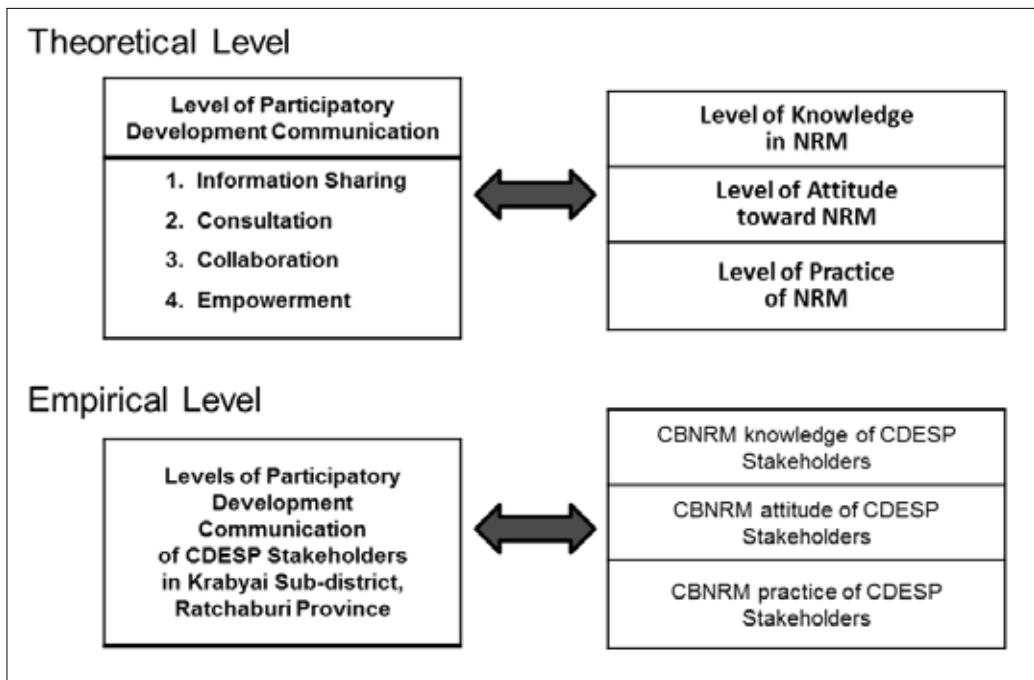 Theoretical Level
Level of Participatory
Development Communication
1. Information Sharing
2. Consultation
3. Collaboration
4. Empowerment
Level of Knowledge
in NRM
Level of Attitude
toward NRM
Level of Practice
of NRM
Empirical Level
Levels of Participatory
Development
Communication
of CDESP Stakeholders
in Krabyai Sub-district,
Ratchaburi Province
CBNRM knowledge of CDESP
Stakeholders
CBNRM attitude of CDESP
Stakeholders
CBNRM practice of CDESP
Stakeholders